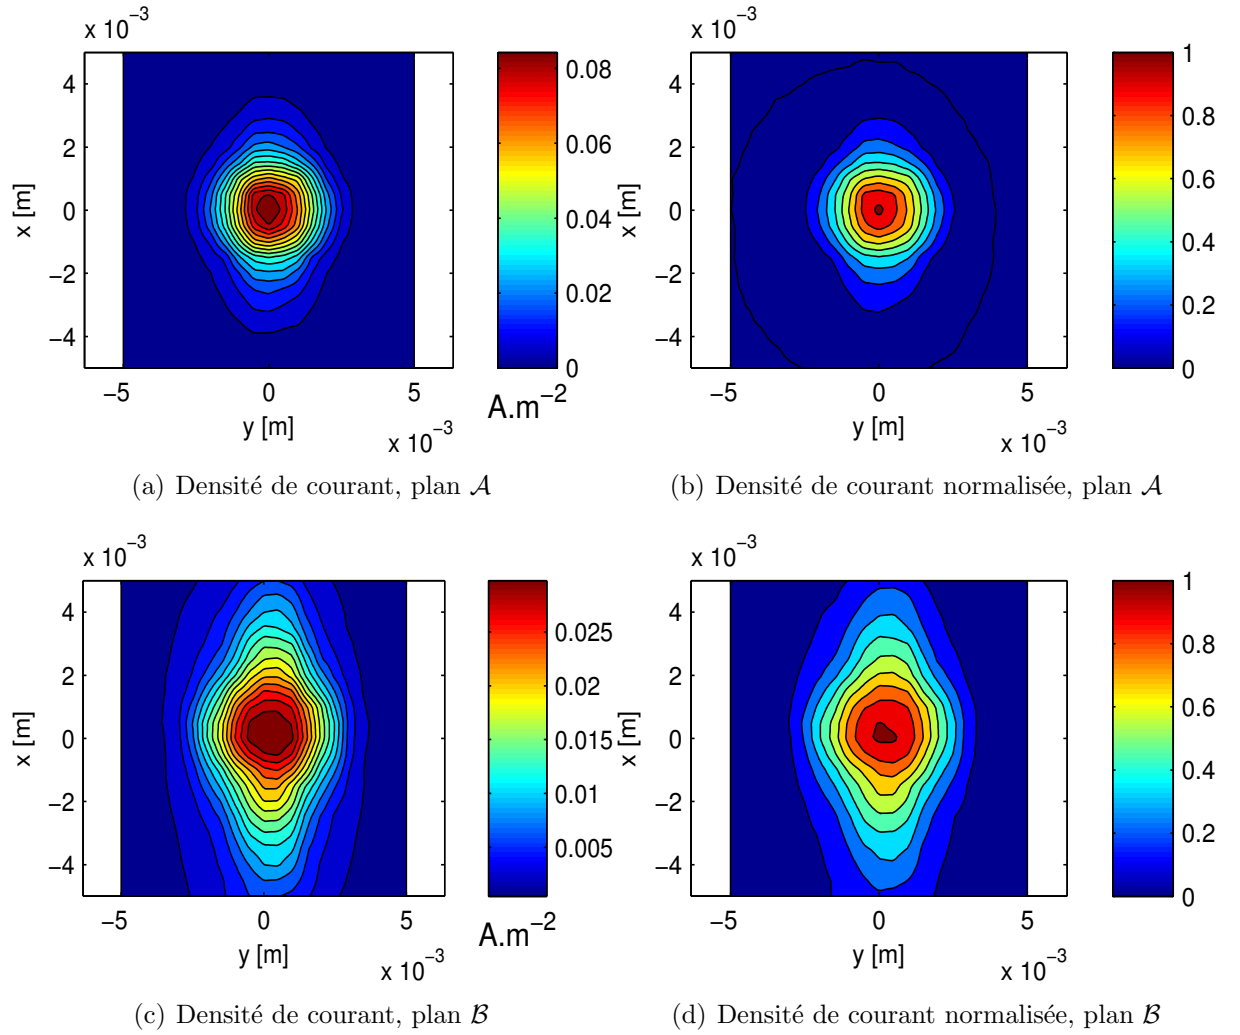 x 10⁻³
x [m]
4
2
0
−2
−4
−5
0
5
y [m]
x 10⁻³
0.08
0.06
0.04
0.02
0
A.m⁻²
(a) Densité de courant, plan 𝒜
x 10⁻³
x [m]
4
2
0
−2
−4
−5
0
5
y [m]
x 10⁻³
1
0.8
0.6
0.4
0.2
0
(b) Densité de courant normalisée, plan 𝒜
x 10⁻³
x [m]
4
2
0
−2
−4
−5
0
5
y [m]
x 10⁻³
0.025
0.02
0.015
0.01
0.005
A.m⁻²
(c) Densité de courant, plan ℬ
x 10⁻³
x [m]
4
2
0
−2
−4
−5
0
5
y [m]
x 10⁻³
1
0.8
0.6
0.4
0.2
0
(d) Densité de courant normalisée, plan ℬ